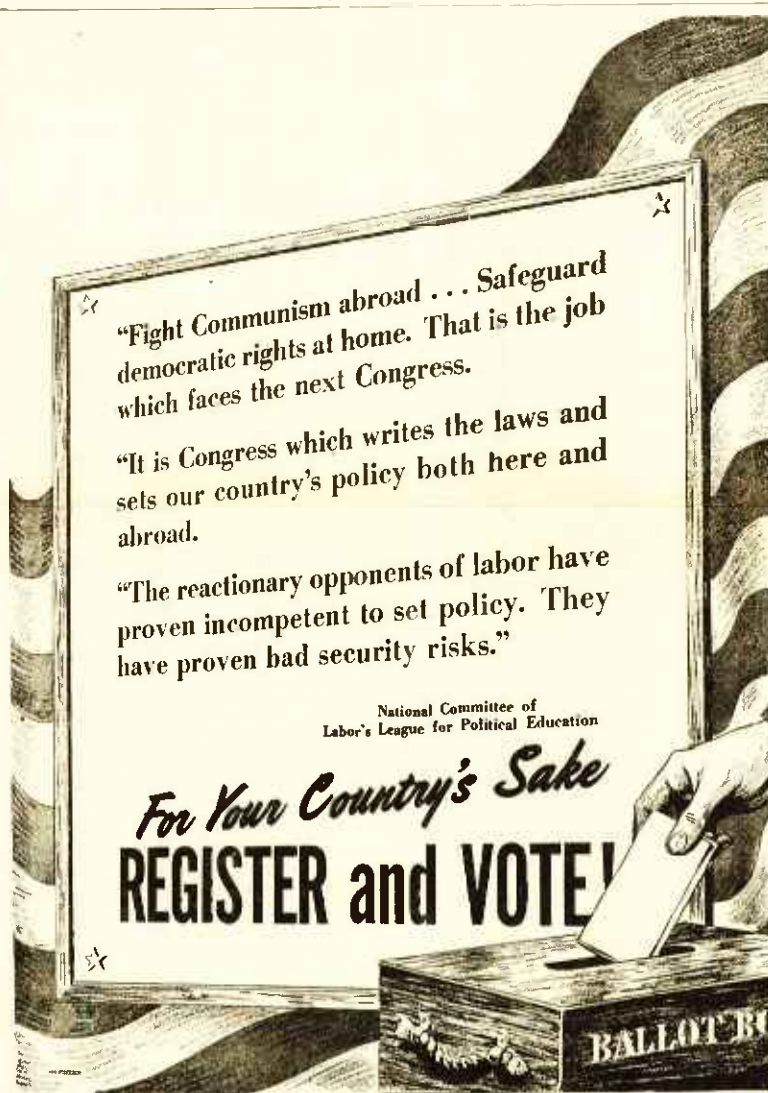 “Fight Communism abroad . . . Safeguard
democratic rights at home. That is the job
which faces the next Congress.
“It is Congress which writes the laws and
sets our country’s policy both here and
abroad.
“The reactionary opponents of labor have
proven incompetent to set policy. They
have proven bad security risks.”
National Committee of
Labor’s League for Political Education
For Your Country’s Sake
REGISTER and VOTE!
BALLOT BO